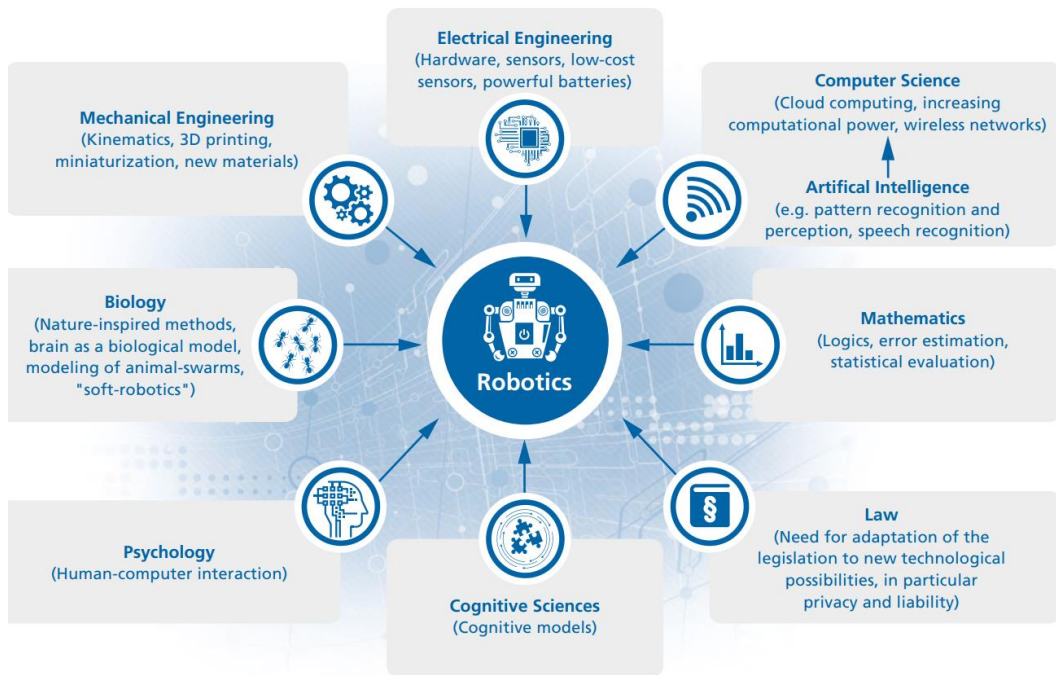 Electrical Engineering
(Hardware, sensors, low-cost
sensors, powerful batteries)
Mechanical Engineering
(Kinematics, 3D printing,
miniaturization, new materials)
Computer Science
(Cloud computing, increasing
computational power, wireless networks)
Artifical Intelligence
(e.g. pattern recognition and
perception, speech recognition)
Biology
(Nature-inspired methods,
brain as a biological model,
modeling of animal-swarms,
"soft-robotics")
Robotics
Mathematics
(Logics, error estimation,
statistical evaluation)
Psychology
(Human-computer interaction)
Cognitive Sciences
(Cognitive models)
§
Law
(Need for adaptation of the
legislation to new technological
possibilities, in particular
privacy and liability)